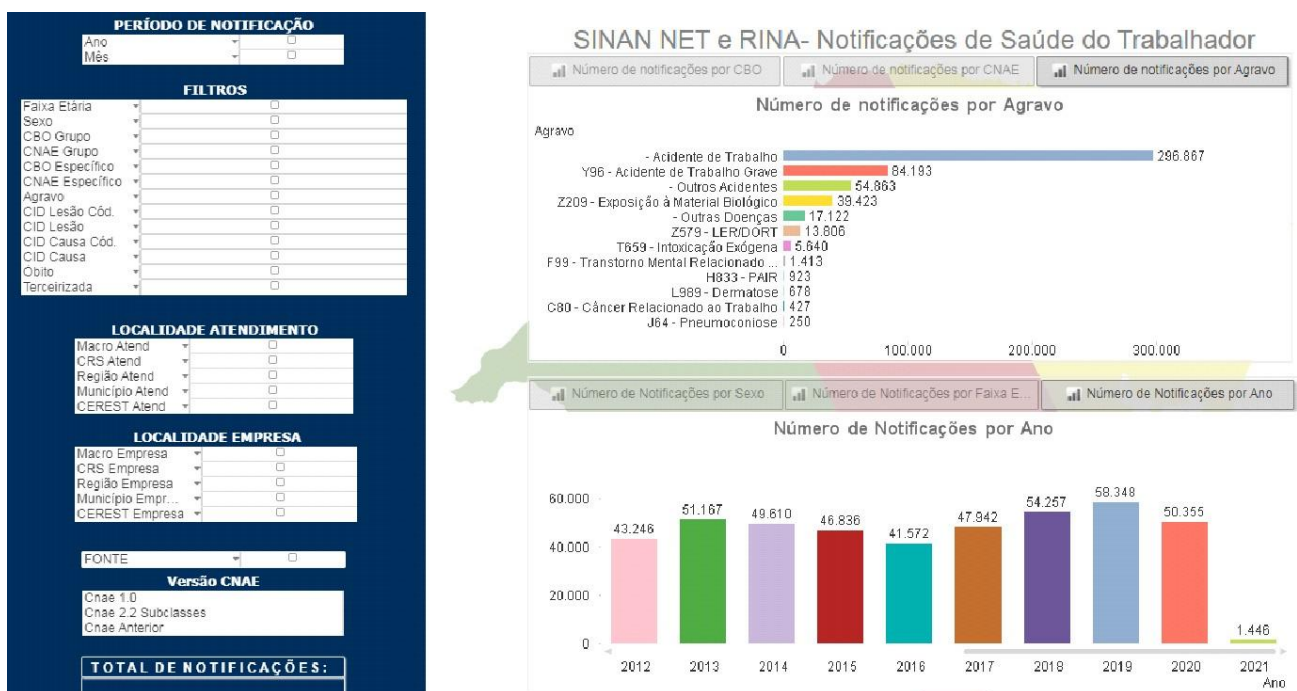 PERÍODO DE NOTIFICAÇÃO
Ano
Mês
FILTROS
Faixa Etária
Sexo
CBO Grupo
CNAE Grupo
CBO Específico
CNAE Específico
Agravo
CID Lesão Cód.
CID Lesão
CID Causa Cód.
CID Causa
Óbito
Terceirizada
LOCALIDADE ATENDIMENTO
Macro Atend
CRS Atend
Região Atend
Município Atend
CEREST Atend
LOCALIDADE EMPRESA
Macro Empresa
CRS Empresa
Região Empresa
Município Empr...
CEREST Empresa
FONTE
Versão CNAE
Cnae 1.0
Cnae 2.2 Subclasses
Cnae Anterior
TOTAL DE NOTIFICAÇÕES:
SINAN NET e RINA- Notificações de Saúde do Trabalhador
Número de notificações por CBO
Número de notificações por CNAE
Número de notificações por Agravo
Número de notificações por Agravo
Agravo
- Acidente de Trabalho 296.867
Y96 - Acidente de Trabalho Grave 84.193
- Outros Acidentes 54.863
Z209 - Exposição à Material Biológico 39.423
- Outras Doenças 17.122
Z579 - LER/DORT 13.806
T659 - Intoxicação Exógena 5.640
F99 - Transtorno Mental Relacionado ... 1.413
H833 - PAIR 923
L989 - Dermatose 678
C80 - Câncer Relacionado ao Trabalho 427
J64 - Pneumoconiose 250
0 100.000 200.000 300.000
Número de Notificações por Sexo
Número de Notificações por Faixa E...
Número de Notificações por Ano
Número de Notificações por Ano
60.000
40.000
20.000
0
43.246 51.167 49.610 46.836 41.572 47.942 54.257 58.348 50.355 1.446
2012 2013 2014 2015 2016 2017 2018 2019 2020 2021
Ano